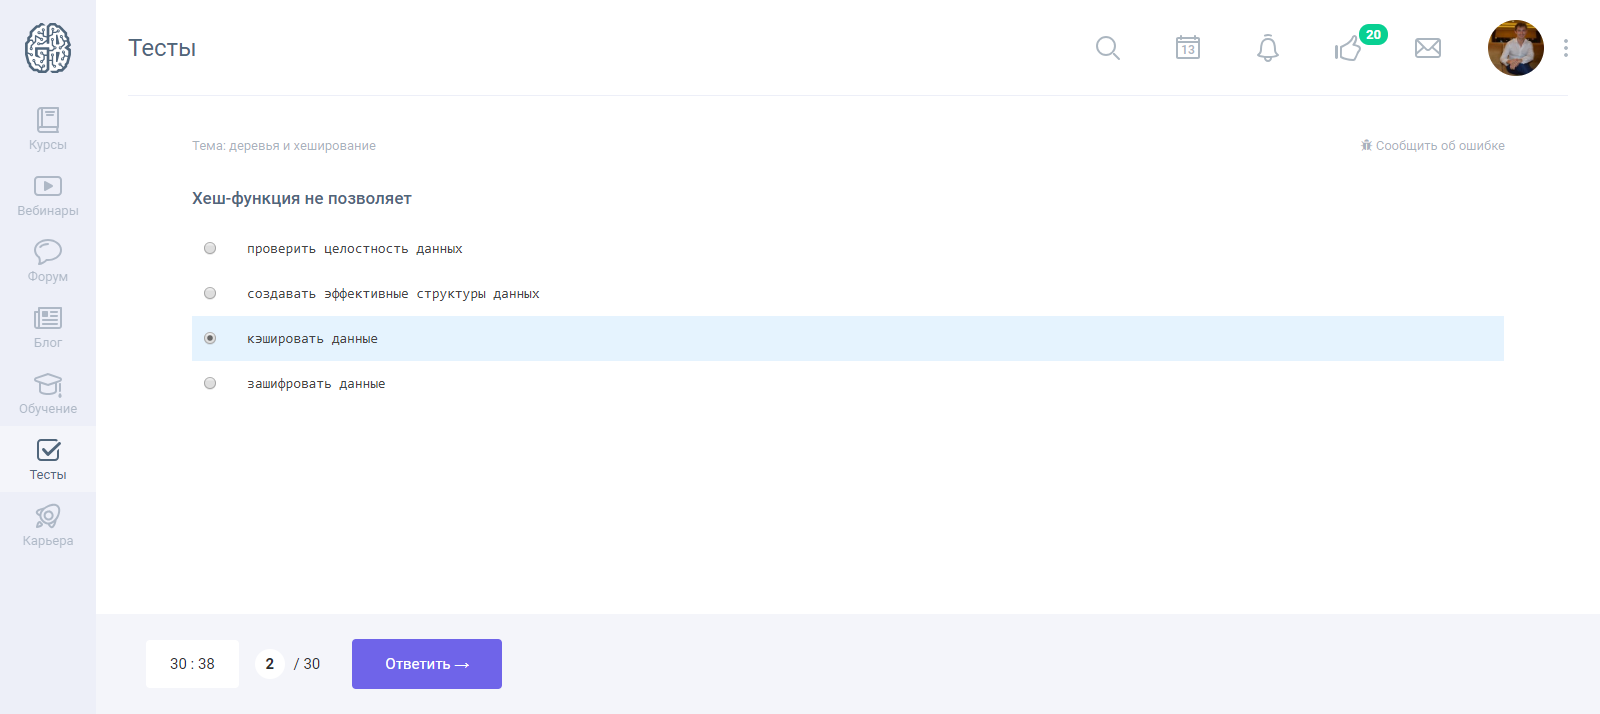 Тесты
13
20
Курсы
Вебинары
Форум
Блог
Обучение
Тесты
Карьера
Тема: деревья и хеширование
Сообщить об ошибке
Хеш-функция не позволяет
проверить целостность данных
создавать эффективные структуры данных
кэшировать данные
зашифровать данные
30 : 38
2 / 30
Ответить →